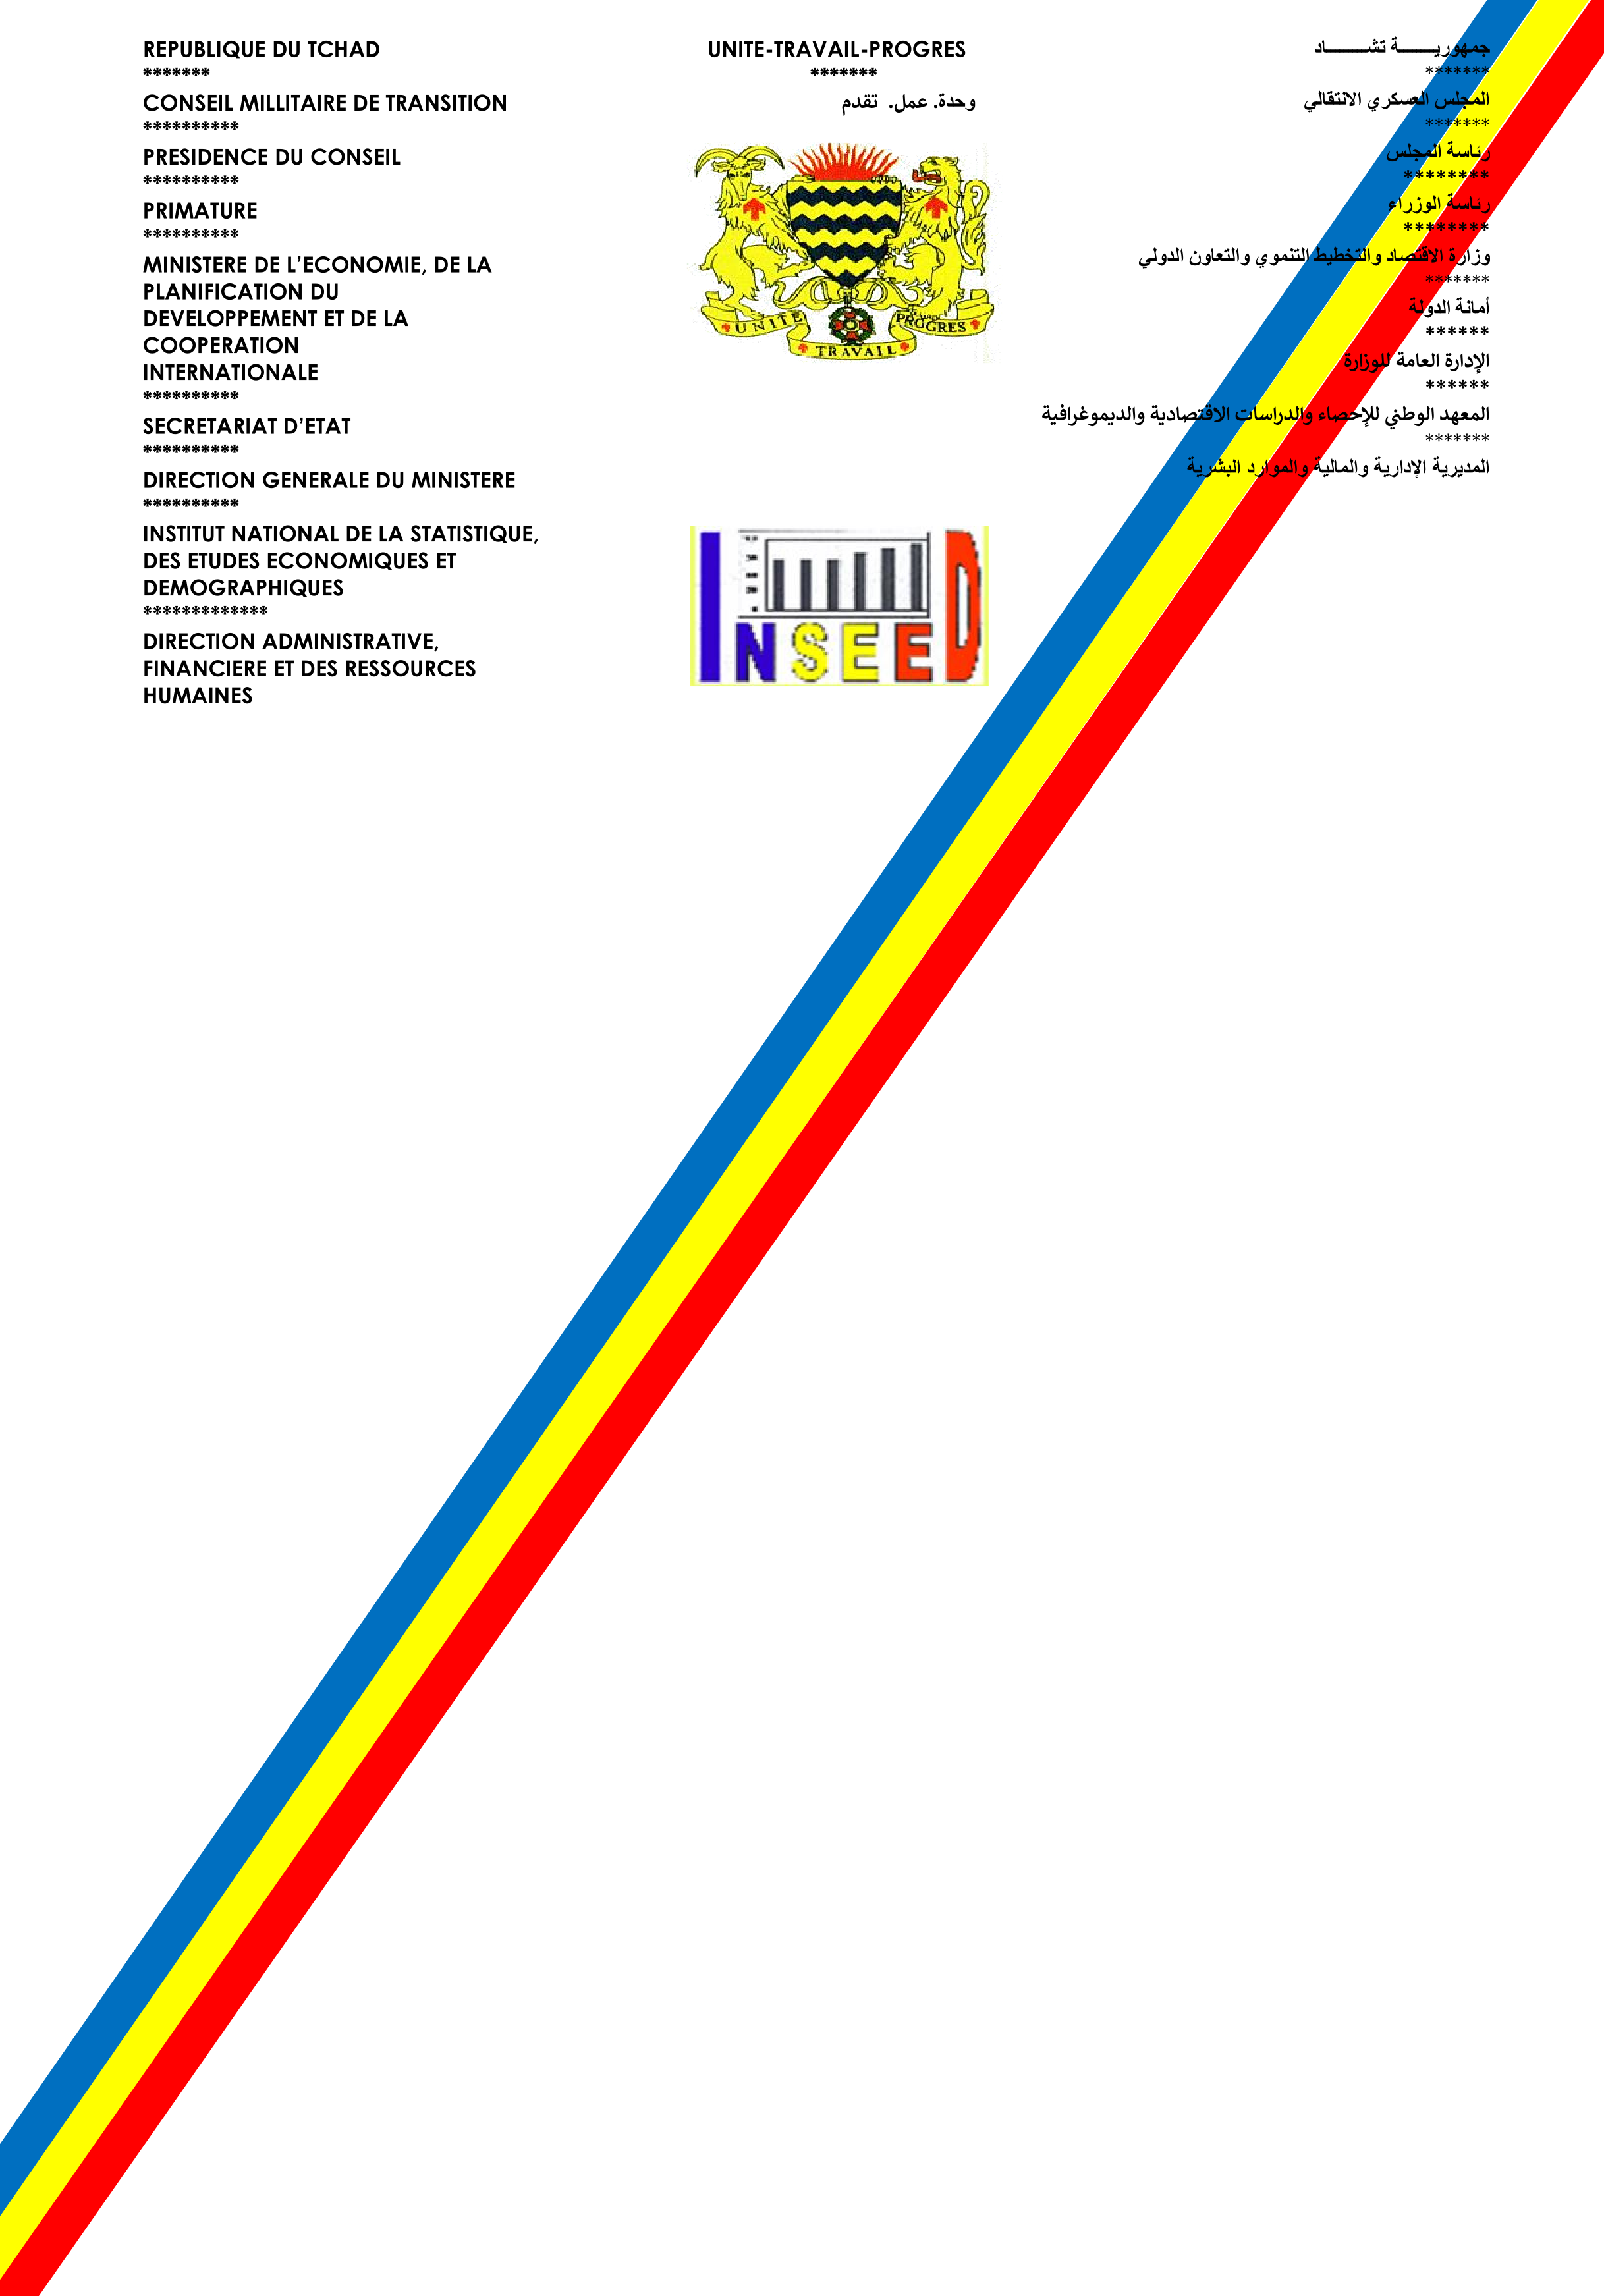 REPUBLIQUE DU TCHAD
*******
CONSEIL MILLITAIRE DE TRANSITION
**********
PRESIDENCE DU CONSEIL
**********
PRIMATURE
**********
MINISTERE DE L’ECONOMIE, DE LA
PLANIFICATION DU
DEVELOPPEMENT ET DE LA
COOPERATION
INTERNATIONALE
**********
SECRETARIAT D’ETAT
**********
DIRECTION GENERALE DU MINISTERE
**********
INSTITUT NATIONAL DE LA STATISTIQUE,
DES ETUDES ECONOMIQUES ET
DEMOGRAPHIQUES
*************
DIRECTION ADMINISTRATIVE,
FINANCIERE ET DES RESSOURCES
HUMAINES
UNITE-TRAVAIL-PROGRES
*******
وحدة. عمل. تقدم
UNITE
TRAVAIL
PROGRES
INSEED
جمهوريـــــــة تشـــــــــاد
*******
المجلس العسكري الانتقالي
*******
رئاسة المجلس
********
رئاسة الوزراء
********
وزارة الاقتصاد والتخطيط التنموي والتعاون الدولي
*******
أمانة الدولة
******
الإدارة العامة للوزارة
******
المعهد الوطني للإحصاء والدراسات الاقتصادية والديموغرافية
*******
المديرية الإدارية والمالية والموارد البشرية